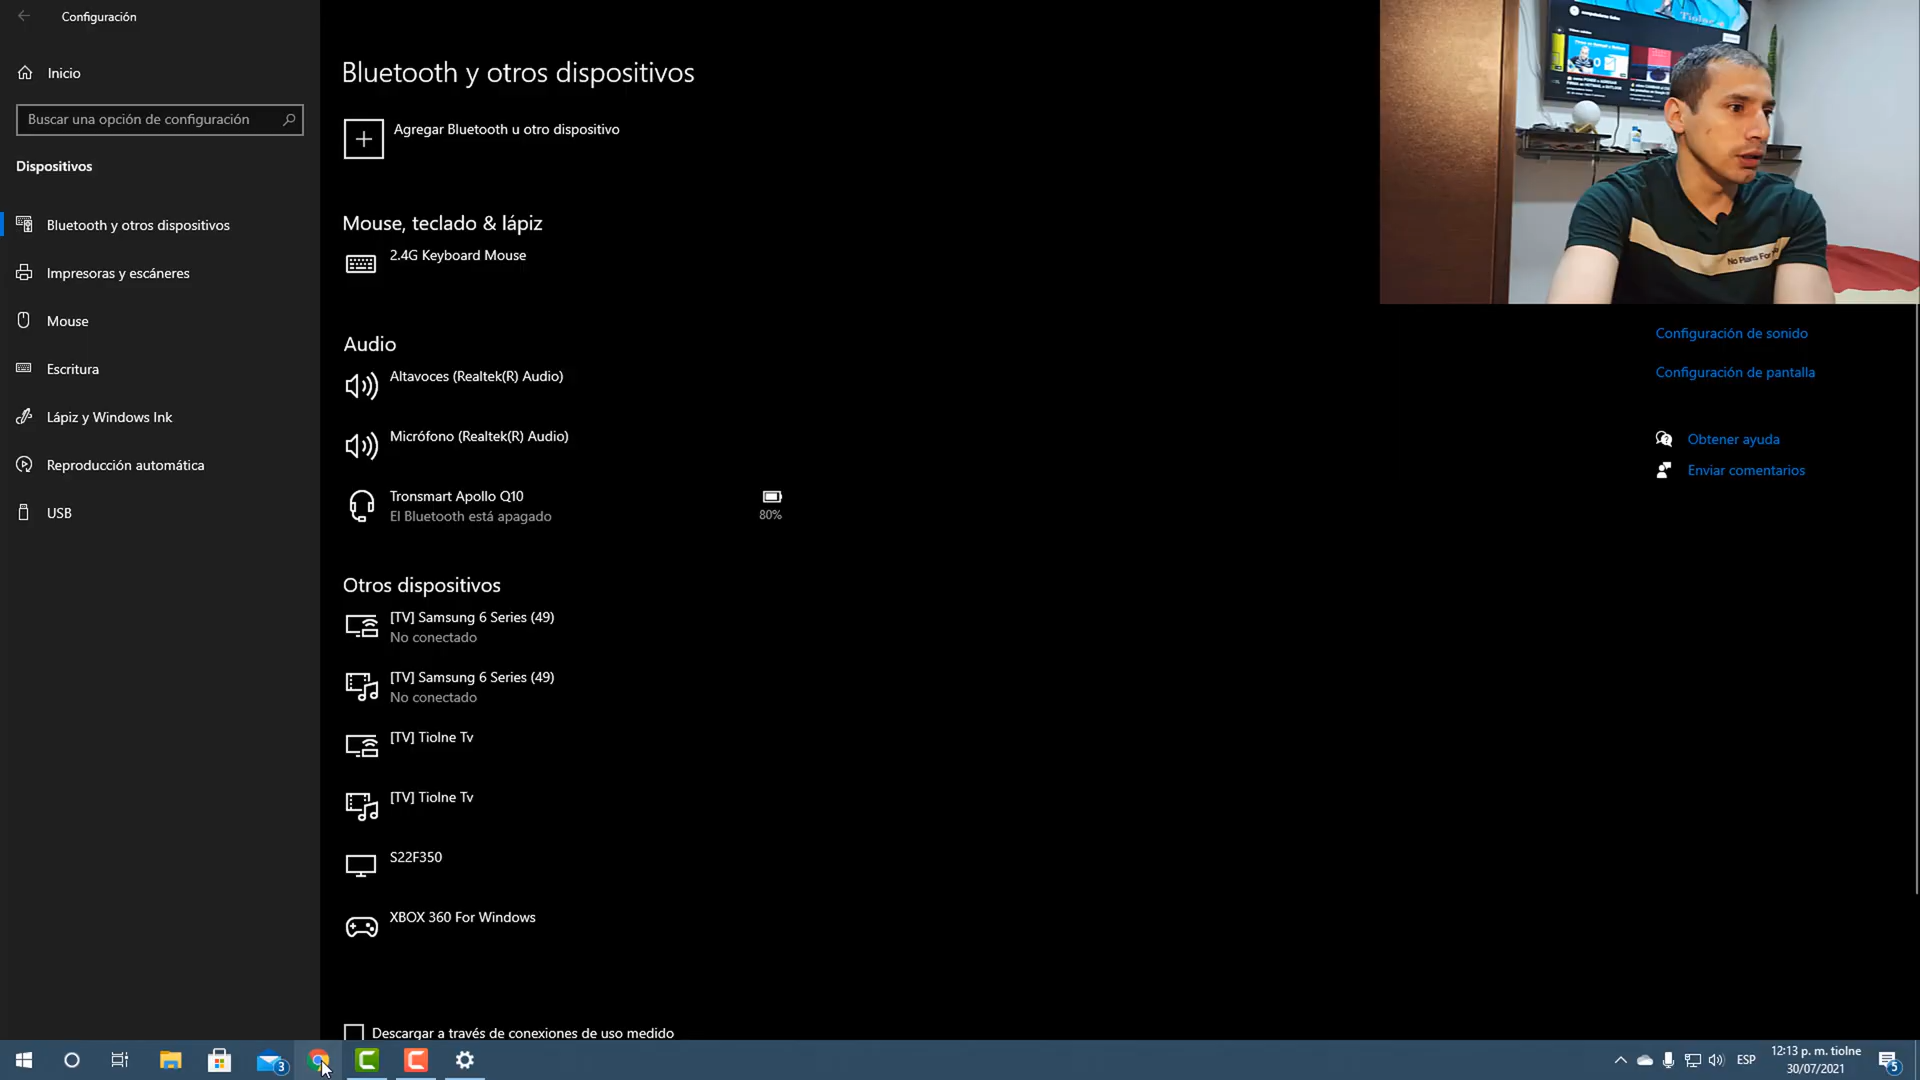 Configuración
Inicio
Buscar una opción de configuración
Dispositivos
Bluetooth y otros dispositivos
Impresoras y escáneres
Mouse
Escritura
Lápiz y Windows Ink
Reproducción automática
USB
Bluetooth y otros dispositivos
Agregar Bluetooth u otro dispositivo
Mouse, teclado & lápiz
2.4G Keyboard Mouse
Audio
Altavoces (Realtek(R) Audio)
Micrófono (Realtek(R) Audio)
Tronsmart Apollo Q10
El Bluetooth está apagado
80%
Otros dispositivos
[TV] Samsung 6 Series (49)
No conectado
[TV] Samsung 6 Series (49)
No conectado
[TV] Tiolne Tv
[TV] Tiolne Tv
S22F350
XBOX 360 For Windows
Descargar a través de conexiones de uso medido
No Plans For
Configuración de sonido
Configuración de pantalla
Obtener ayuda
Enviar comentarios
3
ESP
12:13 p. m. tiolne
30/07/2021
5